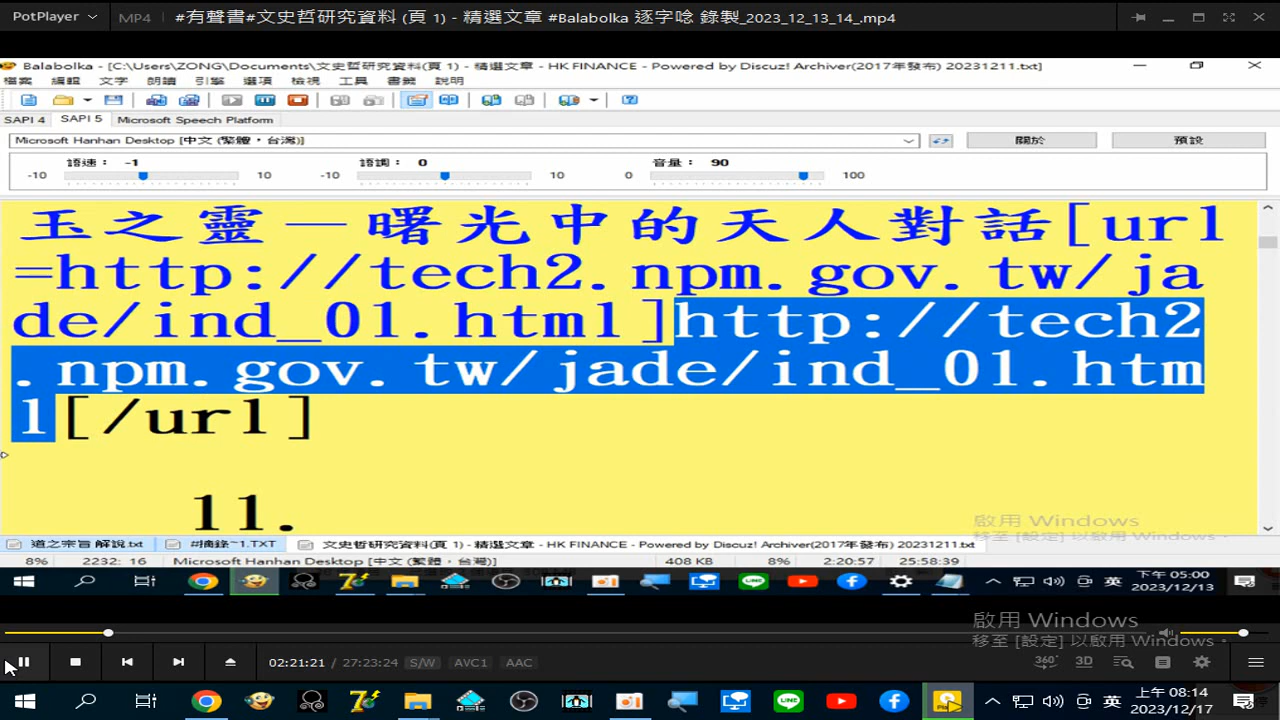 PotPlayer MP4 #有聲書#文史哲研究資料 (頁 1) - 精選文章 #Balabolka 逐字唸 錄製_2023_12_13_14_.mp4
Balabolka - [C:\Users\ZONG\Documents\文史哲研究資料(頁 1) - 精選文章 - HK FINANCE - Powered by Discuz! Archiver(2017年發布) 20231211.txt]
檔案 編輯 文字 朗讀 引擎 選項 檢視 工具 書籤 說明
SAPI 4 SAPI 5 Microsoft Speech Platform
Microsoft Hanhan Desktop [中文 (繁體，台灣)] 關於 預設
語速： -1 語調： 0 音量： 90
-10 10 -10 10 0 100
玉之靈－曙光中的天人對話[url
=http://tech2.npm.gov.tw/ja
de/ind_01.html]http://tech2
.npm.gov.tw/jade/ind_01.htm
l[/url]
11.
啟用 Windows
移至 [設定] 以啟用 Windows。
道之宗旨 解說.txt #摘錄~1.TXT 文史哲研究資料(頁 1) - 精選文章 - HK FINANCE - Powered by Discuz! Archiver(2017年發布) 20231211.txt
8% 2232: 16 Microsoft Hanhan Desktop [中文 (繁體，台灣)] 408 KB 8% 2:20:57 25:58:39
英 下午 05:00
2023/12/13
啟用 Windows
移至 [設定] 以啟用 Windows。
02:21:21 / 27:23:24 S/W AVC1 AAC 360° 3D
英 上午 08:14
2023/12/17